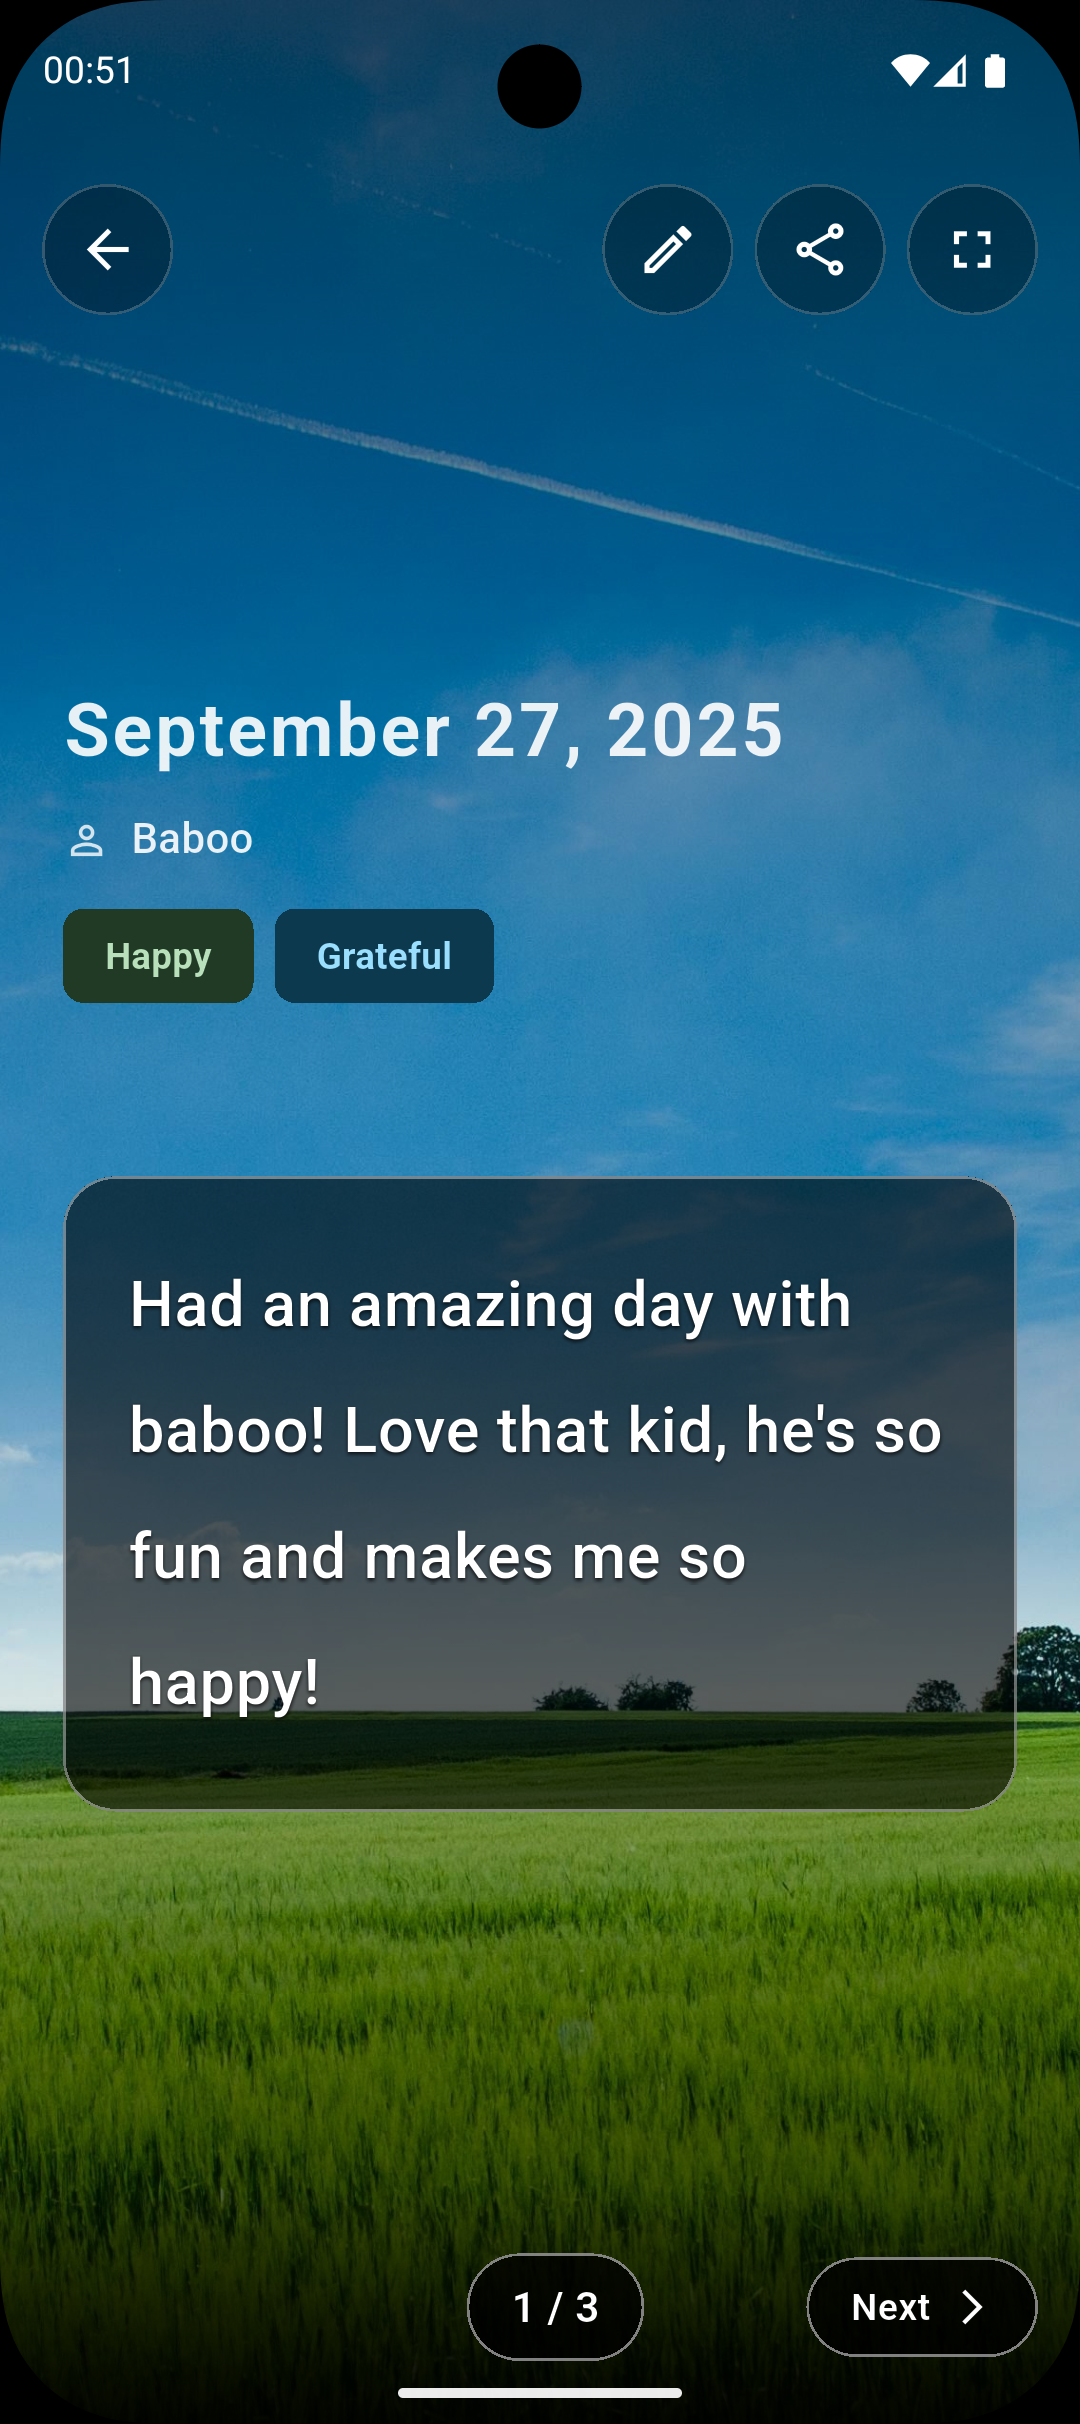 00:51
September 27, 2025
Baboo
Happy
Grateful
Had an amazing day with
baboo! Love that kid, he's so
fun and makes me so
happy!
1 / 3
Next